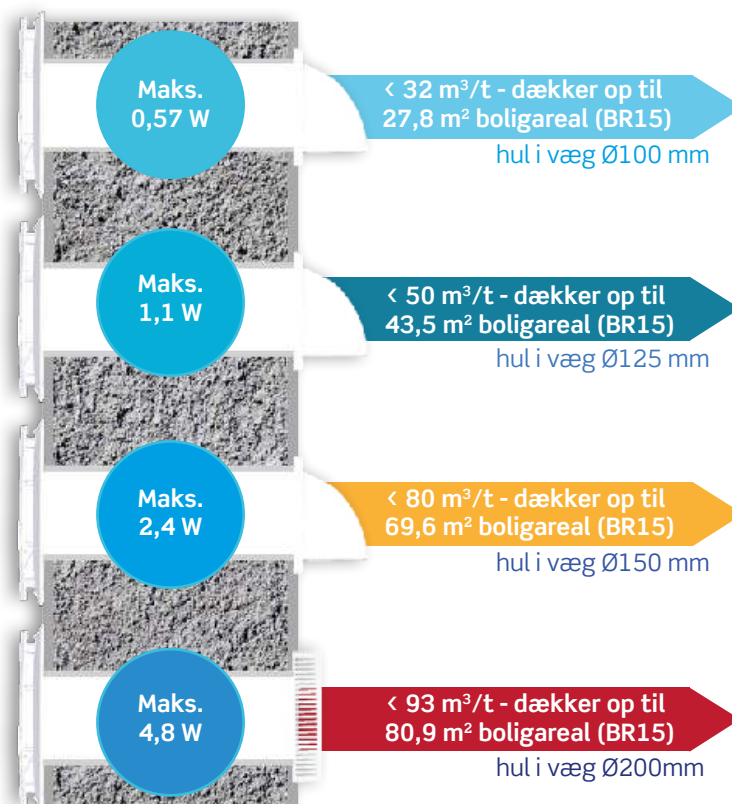 Maks.
0,57 W
< 32 m³/t - dækker op til
27,8 m² boligareal (BR15)
hul i væg Ø100 mm
Maks.
1,1 W
< 50 m³/t - dækker op til
43,5 m² boligareal (BR15)
hul i væg Ø125 mm
Maks.
2,4 W
< 80 m³/t - dækker op til
69,6 m² boligareal (BR15)
hul i væg Ø150 mm
Maks.
4,8 W
< 93 m³/t - dækker op til
80,9 m² boligareal (BR15)
hul i væg Ø200mm